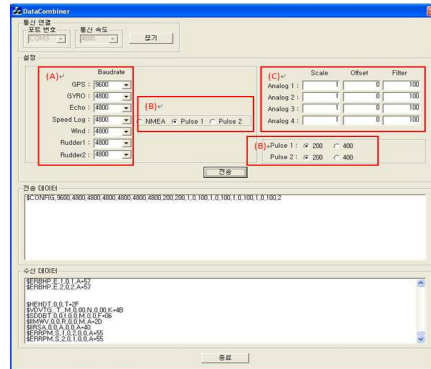 DataCombiner
통신 연결
포트 번호 통신 속도
COM3 4800 끊기
설정
(A) Baudrate
GPS : 9600
GYRO : 4800
Echo : 4800
Speed Log : 4800
Wind : 4800
Rudder1 : 4800
Rudder2 : 4800
(B)
NMEA Pulse 1 Pulse 2
(C) Scale Offset Filter
Analog 1 : 1 0 100
Analog 2 : 1 0 100
Analog 3 : 1 0 100
Analog 4 : 1 0 100
(B) Pulse 1 : 200 400
Pulse 2 : 200 400
전송
전송 데이터
$CONFIG,9600,4800,4800,4800,4800,4800,4800,200,200,1,0,100,1,0,100,1,0,100,1,0,100,2
수신 데이터
$ERBHP,E,1,0,1,A*57
$ERBHP,E,2,0,2,A*57
$HEHDT,0.0,T*2F
$VDVTG,,T,,M,0.00,N,0.00,K*4B
$SDDBT,0.0,f,0.0,M,0.0,F*06
$IIMWV,0.0,R,0.0,M,A*2D
$IIRSA,0.0,A,0.0,A*40
$ERRPM,S,1,0.2,0.0,A*55
$ERRPM,S,2,0.1,0.0,A*55
종료